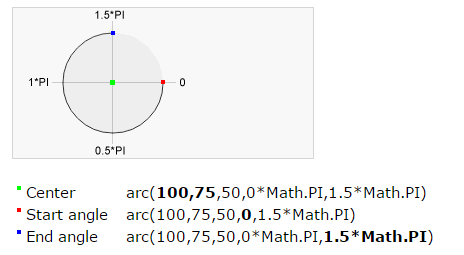 1.5*PI
1*PI
0
0.5*PI
Center arc(100,75,50,0*Math.PI,1.5*Math.PI)
Start angle arc(100,75,50,0,1.5*Math.PI)
End angle arc(100,75,50,0*Math.PI,1.5*Math.PI)